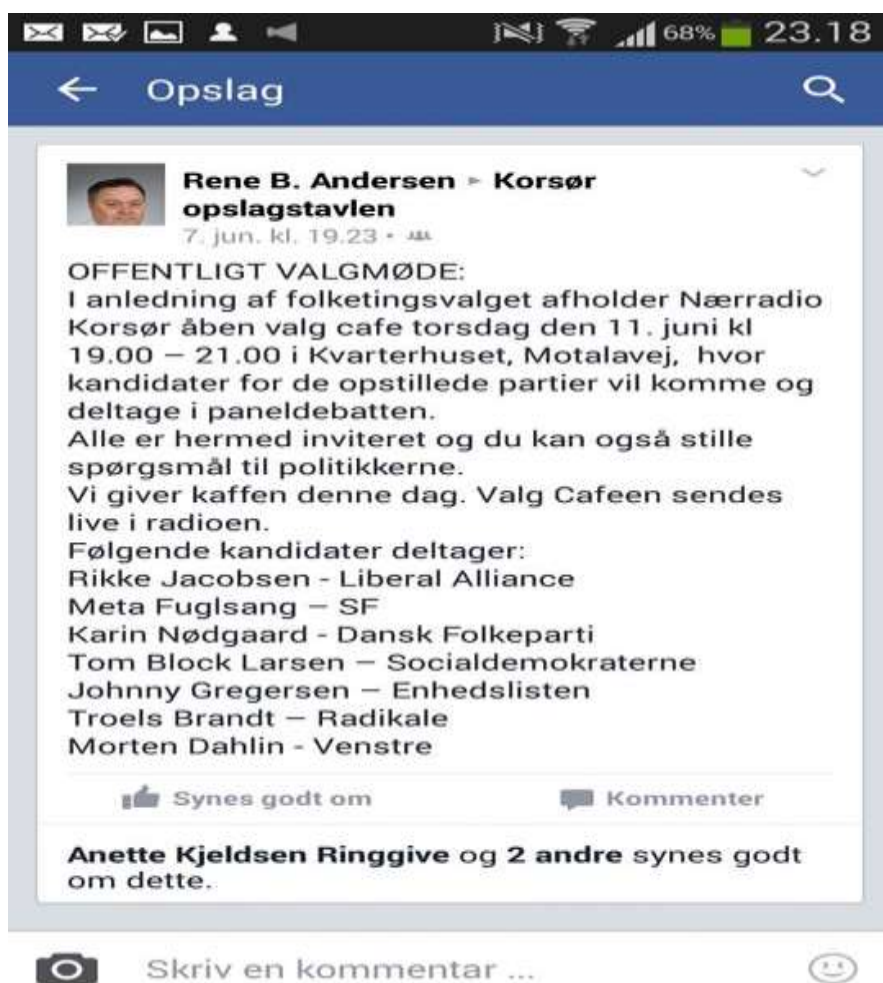 68% 23.18
Opslag
Rene B. Andersen ▸ Korsør
opslagstavlen
7. jun. kl. 19.23 •
OFFENTLIGT VALGMØDE:
I anledning af folketingsvalget afholder Nærradio
Korsør åben valg cafe torsdag den 11. juni kl
19.00 – 21.00 i Kvarterhuset, Motalavej, hvor
kandidater for de opstillede partier vil komme og
deltage i paneldebatten.
Alle er hermed inviteret og du kan også stille
spørgsmål til politikkerne.
Vi giver kaffen denne dag. Valg Cafeen sendes
live i radioen.
Følgende kandidater deltager:
Rikke Jacobsen - Liberal Alliance
Meta Fuglsang – SF
Karin Nødgaard - Dansk Folkeparti
Tom Block Larsen – Socialdemokraterne
Johnny Gregersen – Enhedslisten
Troels Brandt – Radikale
Morten Dahlin - Venstre
Synes godt om Kommenter
Anette Kjeldsen Ringgive og 2 andre synes godt
om dette.
Skriv en kommentar ...